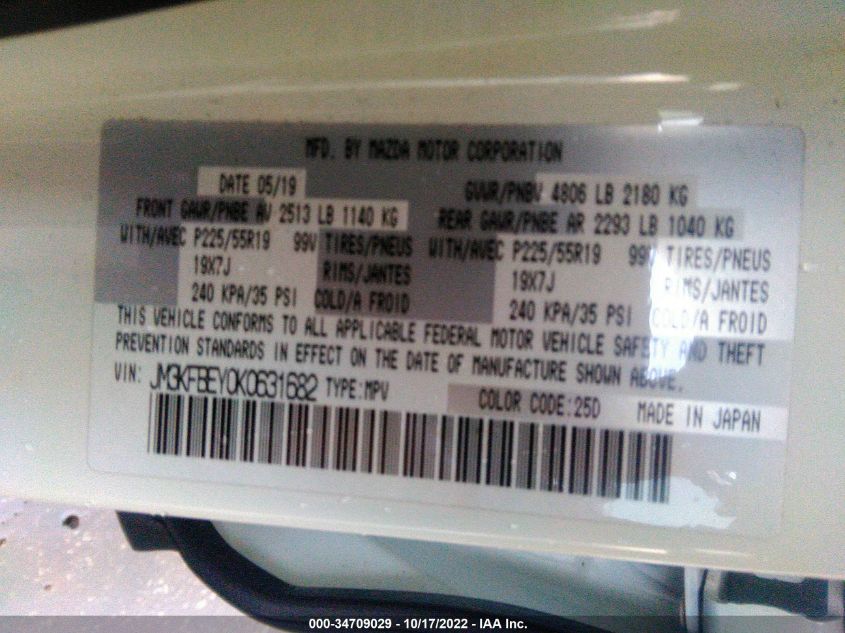 MFD. BY MAZDA MOTOR CORPORATION
DATE 05/19 GVWR/PNBV 4806 LB 2180 KG
FRONT GAWR/PNBE AV 2513 LB 1140 KG REAR GAWR/PNBE AR 2293 LB 1040 KG
WITH/AVEC P225/55R19 99V TIRES/PNEUS WITH/AVEC P225/55R19 99V TIRES/PNEUS
19X7J RIMS/JANTES 19X7J RIMS/JANTES
240 KPA/35 PSI COLD/A FROID 240 KPA/35 PSI COLD/A FROID
THIS VEHICLE CONFORMS TO ALL APPLICABLE FEDERAL MOTOR VEHICLE SAFETY AND THEFT
PREVENTION STANDARDS IN EFFECT ON THE DATE OF MANUFACTURE SHOWN ABOVE.
VIN: JM3KFBEY0K0631682 TYPE:MPV COLOR CODE:25D MADE IN JAPAN
000-34709029 - 10/17/2022 - IAA Inc.